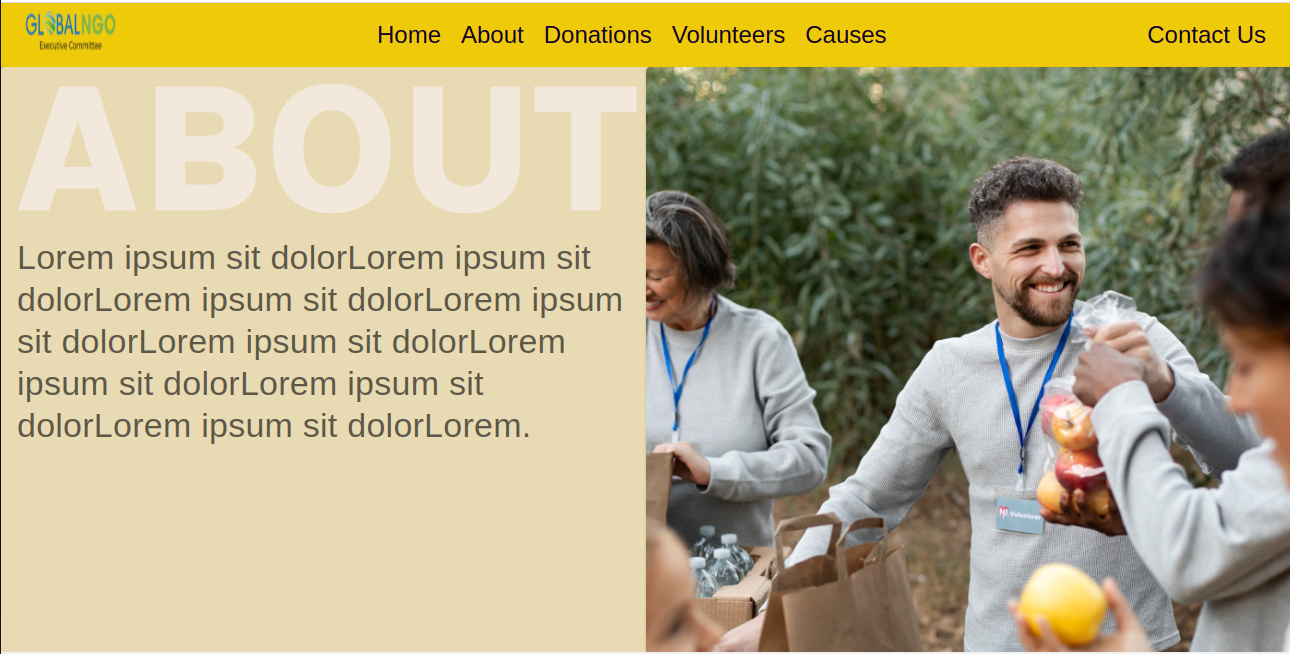 GLOBALNGO
Executive Committee
Home About Donations Volunteers Causes Contact Us
ABOUT
Lorem ipsum sit dolorLorem ipsum sit
dolorLorem ipsum sit dolorLorem ipsum
sit dolorLorem ipsum sit dolorLorem
ipsum sit dolorLorem ipsum sit
dolorLorem ipsum sit dolorLorem.
Volunteer